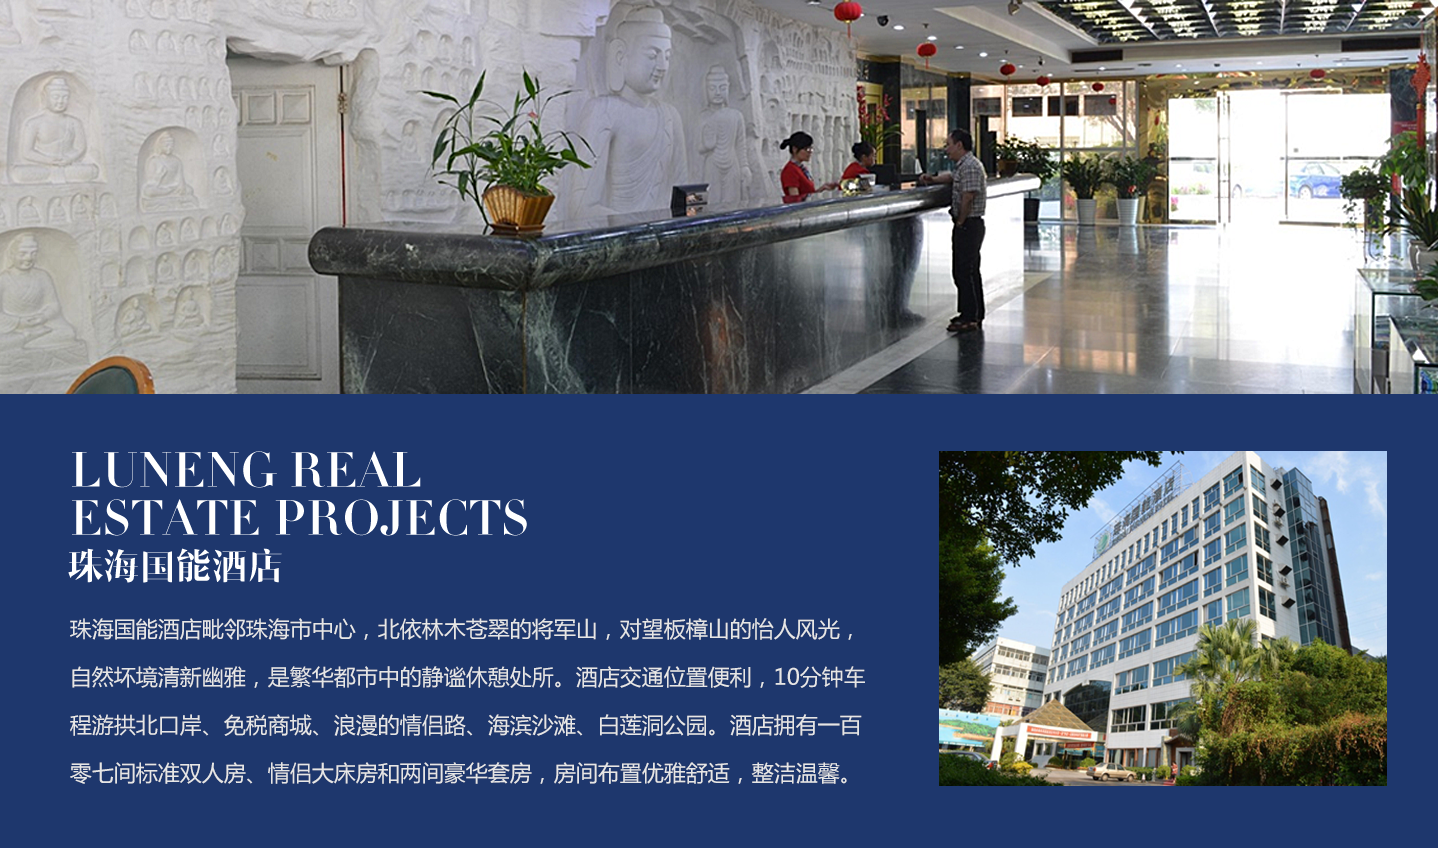 LUNENG REAL
ESTATE PROJECTS
珠海国能酒店
珠海国能酒店毗邻珠海市中心，北依林木苍翠的将军山，对望板樟山的怡人风光，
自然坏境清新幽雅，是繁华都市中的静谧休憩处所。酒店交通位置便利，10分钟车
程游拱北口岸、免税商城、浪漫的情侣路、海滨沙滩、白莲洞公园。酒店拥有一百
零七间标准双人房、情侣大床房和两间豪华套房，房间布置优雅舒适，整洁温馨。